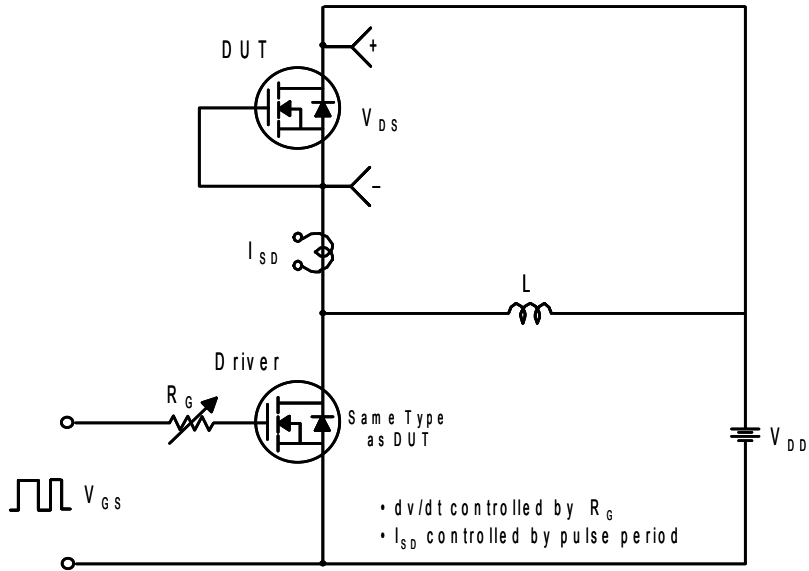 DUT
+
VDS
−
ISD
L
Driver
RG
Same Type
as DUT
VDD
VGS
• dv/dt controlled by RG
• ISD controlled by pulse period